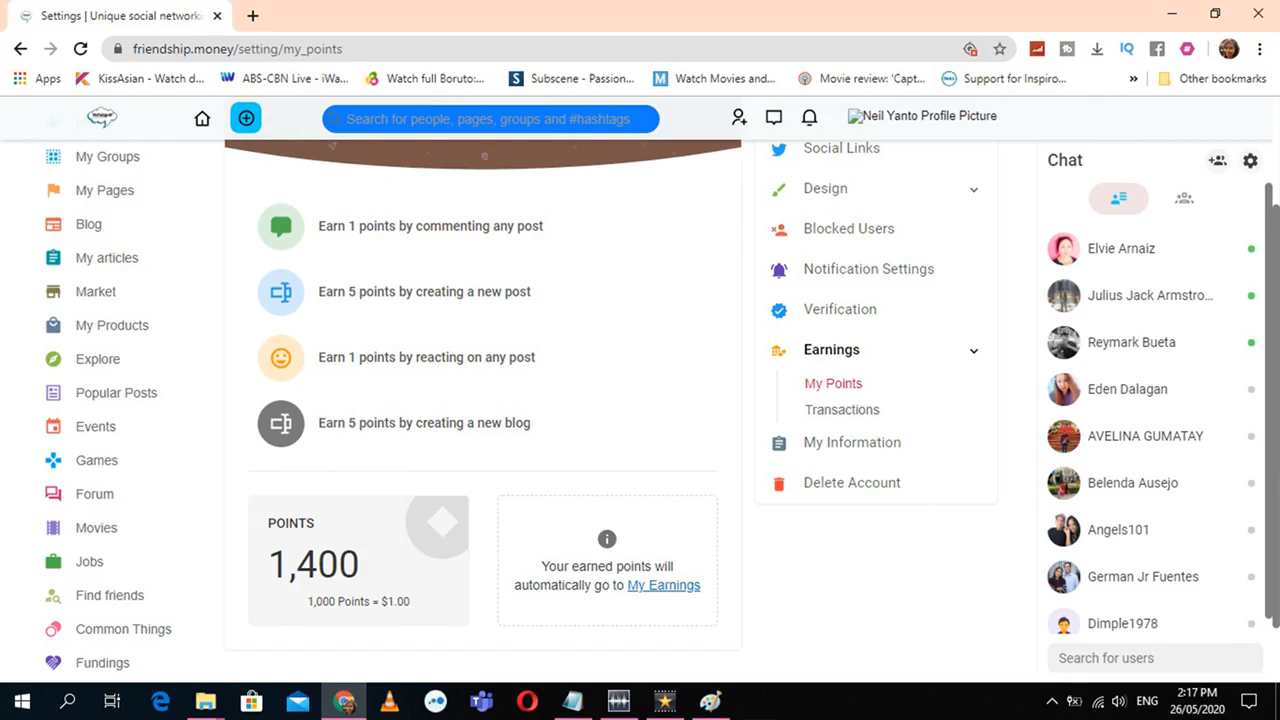 Settings | Unique social networki
friendship.money/setting/my_points
Apps
KissAsian - Watch d...
ABS-CBN Live - iWa...
Watch full Boruto:...
Subscene - Passion...
Watch Movies and...
Movie review: 'Capt...
Support for Inspiro...
»
Other bookmarks
Search for people, pages, groups and #hashtags
Neil Yanto Profile Picture
My Groups
My Pages
Blog
My articles
Market
My Products
Explore
Popular Posts
Events
Games
Forum
Movies
Jobs
Find friends
Common Things
Fundings
Earn 1 points by commenting any post
Earn 5 points by creating a new post
Earn 1 points by reacting on any post
Earn 5 points by creating a new blog
POINTS
1,400
1,000 Points = $1.00
Your earned points will
automatically go to My Earnings
Social Links
Design
Blocked Users
Notification Settings
Verification
Earnings
My Points
Transactions
My Information
Delete Account
Chat
Elvie Arnaiz
Julius Jack Armstro...
Reymark Bueta
Eden Dalagan
AVELINA GUMATAY
Belenda Ausejo
Angels101
German Jr Fuentes
Dimple1978
Search for users
ENG
2:17 PM
26/05/2020